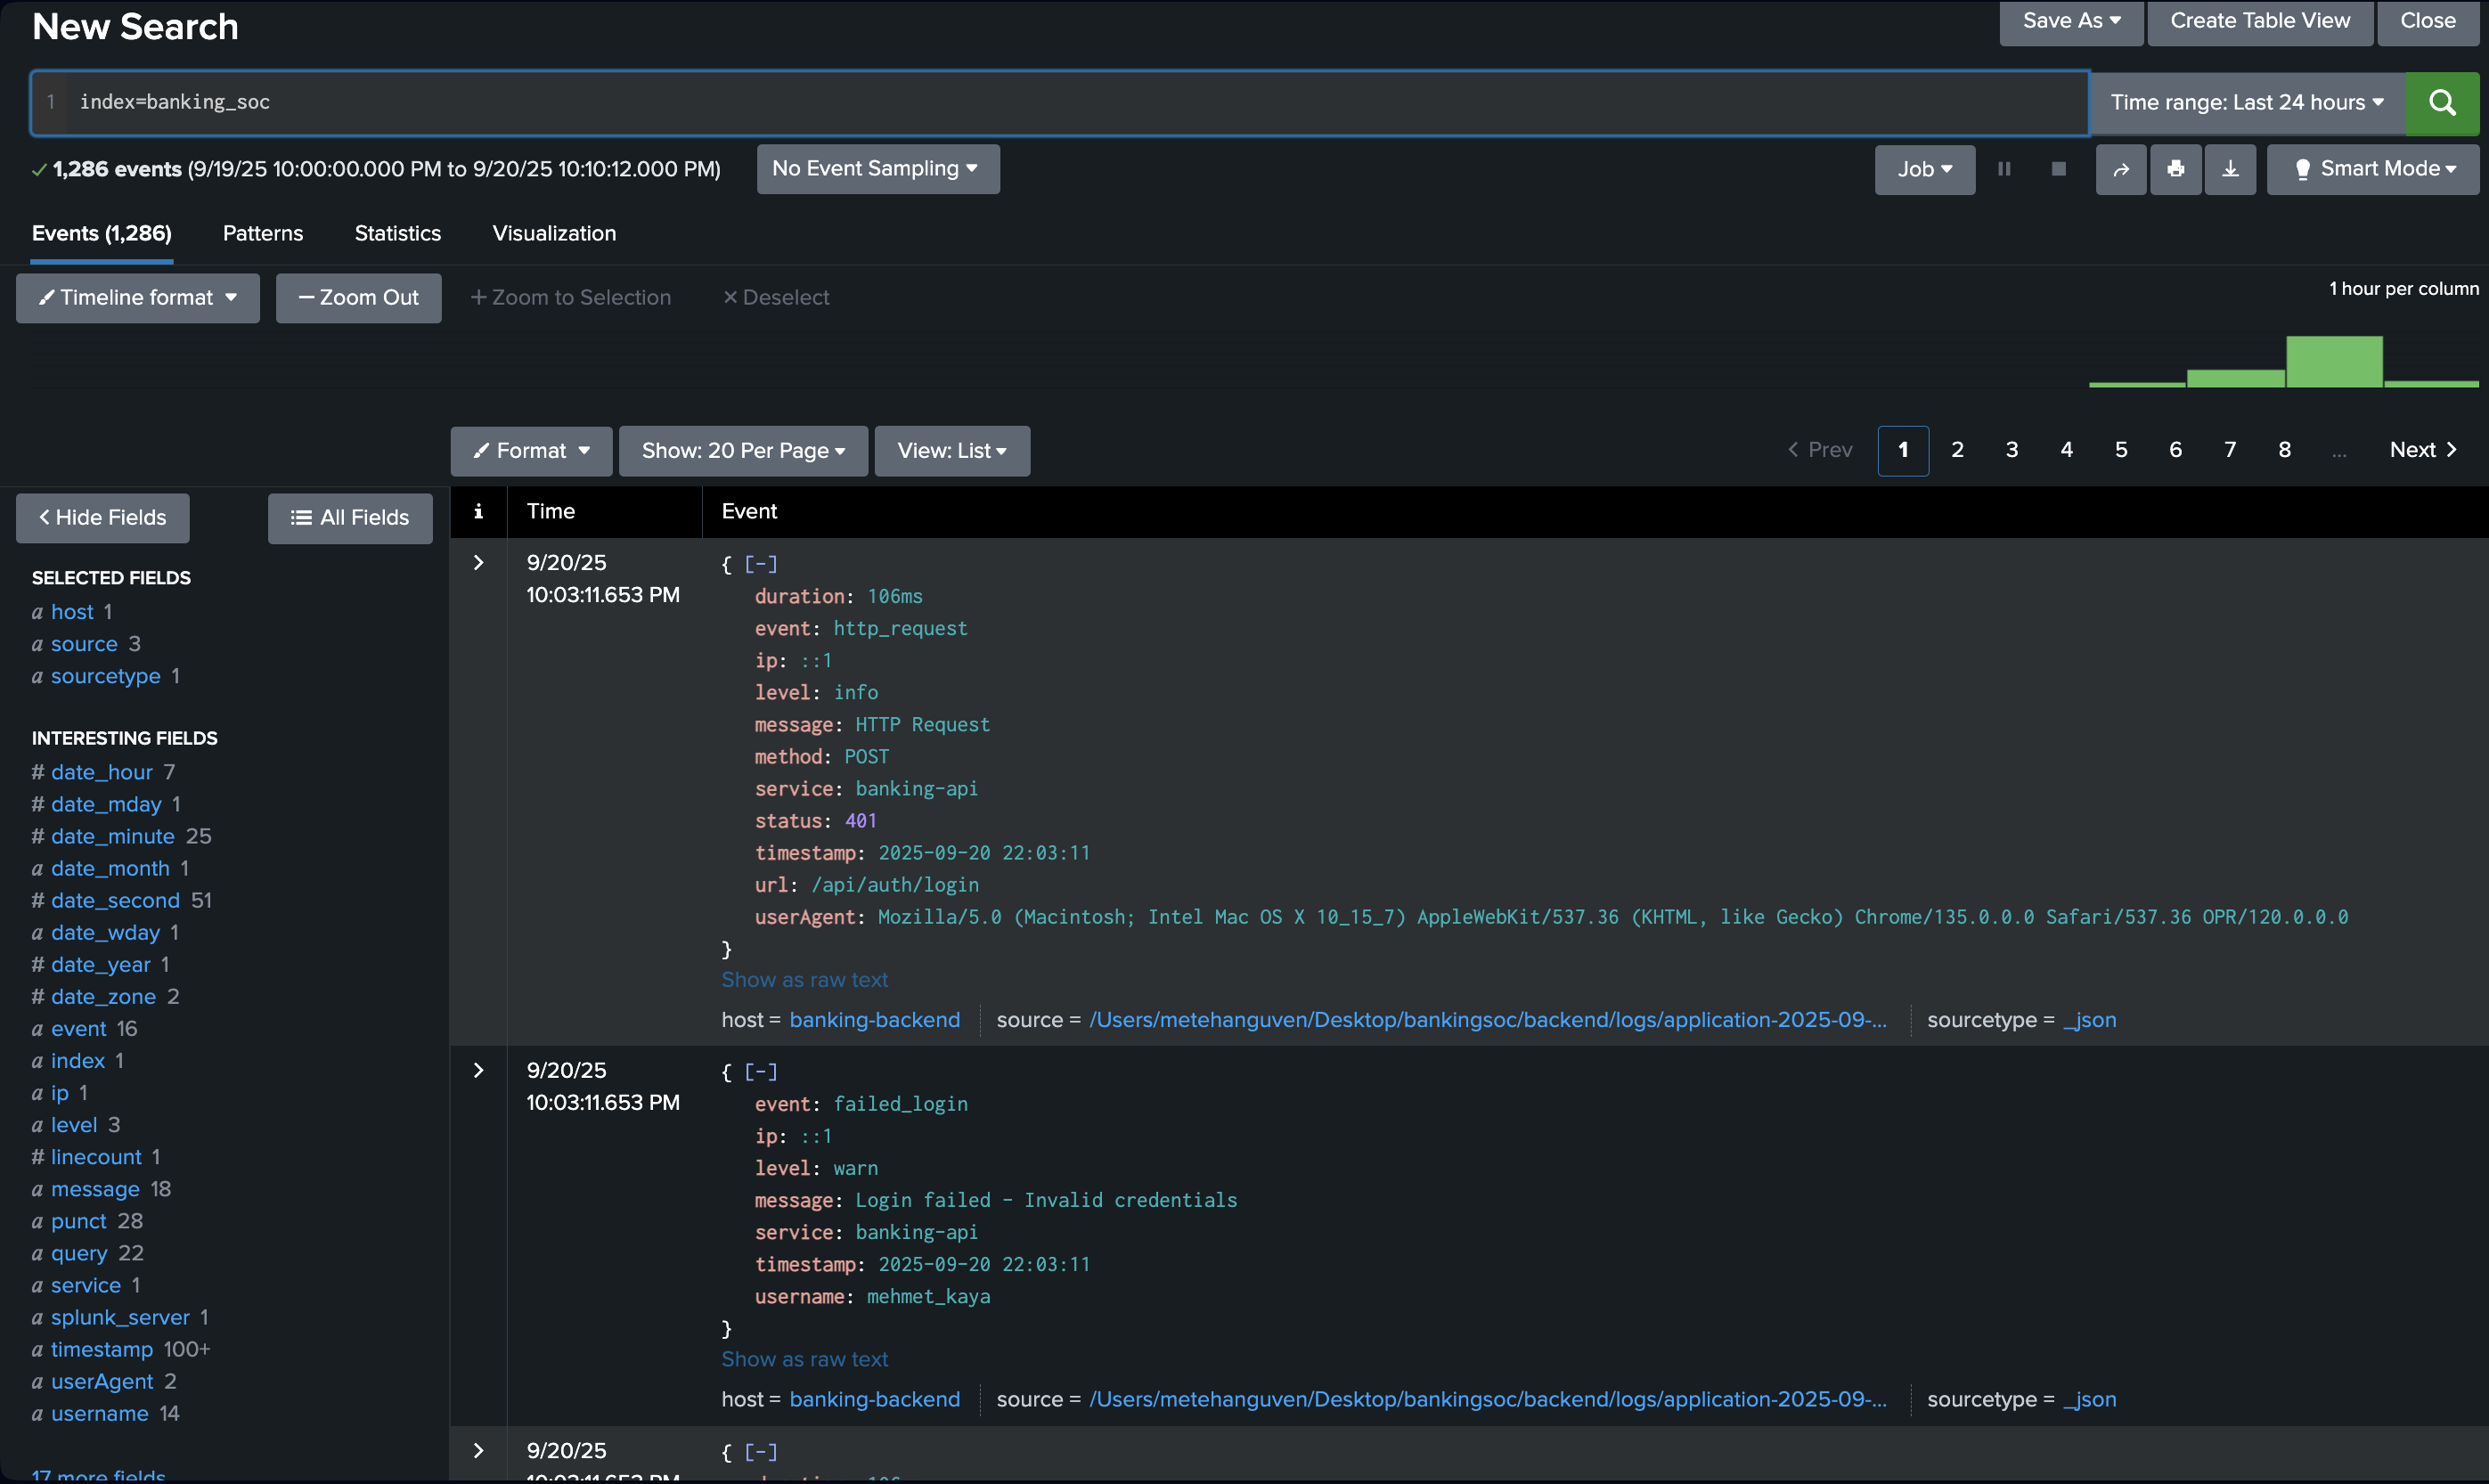 New Search
Save As
Create Table View
Close
1 index=banking_soc
Time range: Last 24 hours
1,286 events (9/19/25 10:00:00.000 PM to 9/20/25 10:10:12.000 PM)
No Event Sampling
Job
Smart Mode
Events (1,286)
Patterns
Statistics
Visualization
Timeline format
— Zoom Out
+ Zoom to Selection
× Deselect
1 hour per column
Format
Show: 20 Per Page
View: List
< Prev
1 2 3 4 5 6 7 8 ...
Next >
< Hide Fields
All Fields
SELECTED FIELDS
a host 1
a source 3
a sourcetype 1
INTERESTING FIELDS
# date_hour 7
# date_mday 1
# date_minute 25
a date_month 1
# date_second 51
a date_wday 1
# date_year 1
# date_zone 2
a event 16
a index 1
a ip 1
a level 3
# linecount 1
a message 18
a punct 28
a query 22
a service 1
a splunk_server 1
a timestamp 100+
a userAgent 2
a username 14
17 more fields
i Time Event
> 9/20/25
10:03:11.653 PM
{ [-]
duration: 106ms
event: http_request
ip: ::1
level: info
message: HTTP Request
method: POST
service: banking-api
status: 401
timestamp: 2025-09-20 22:03:11
url: /api/auth/login
userAgent: Mozilla/5.0 (Macintosh; Intel Mac OS X 10_15_7) AppleWebKit/537.36 (KHTML, like Gecko) Chrome/135.0.0.0 Safari/537.36 OPR/120.0.0.0
}
Show as raw text
host = banking-backend source = /Users/metehanguven/Desktop/bankingsoc/backend/logs/application-2025-09-... sourcetype = _json
> 9/20/25
10:03:11.653 PM
{ [-]
event: failed_login
ip: ::1
level: warn
message: Login failed - Invalid credentials
service: banking-api
timestamp: 2025-09-20 22:03:11
username: mehmet_kaya
}
Show as raw text
host = banking-backend source = /Users/metehanguven/Desktop/bankingsoc/backend/logs/application-2025-09-... sourcetype = _json
> 9/20/25
10:03:11.653 PM
{ [-]